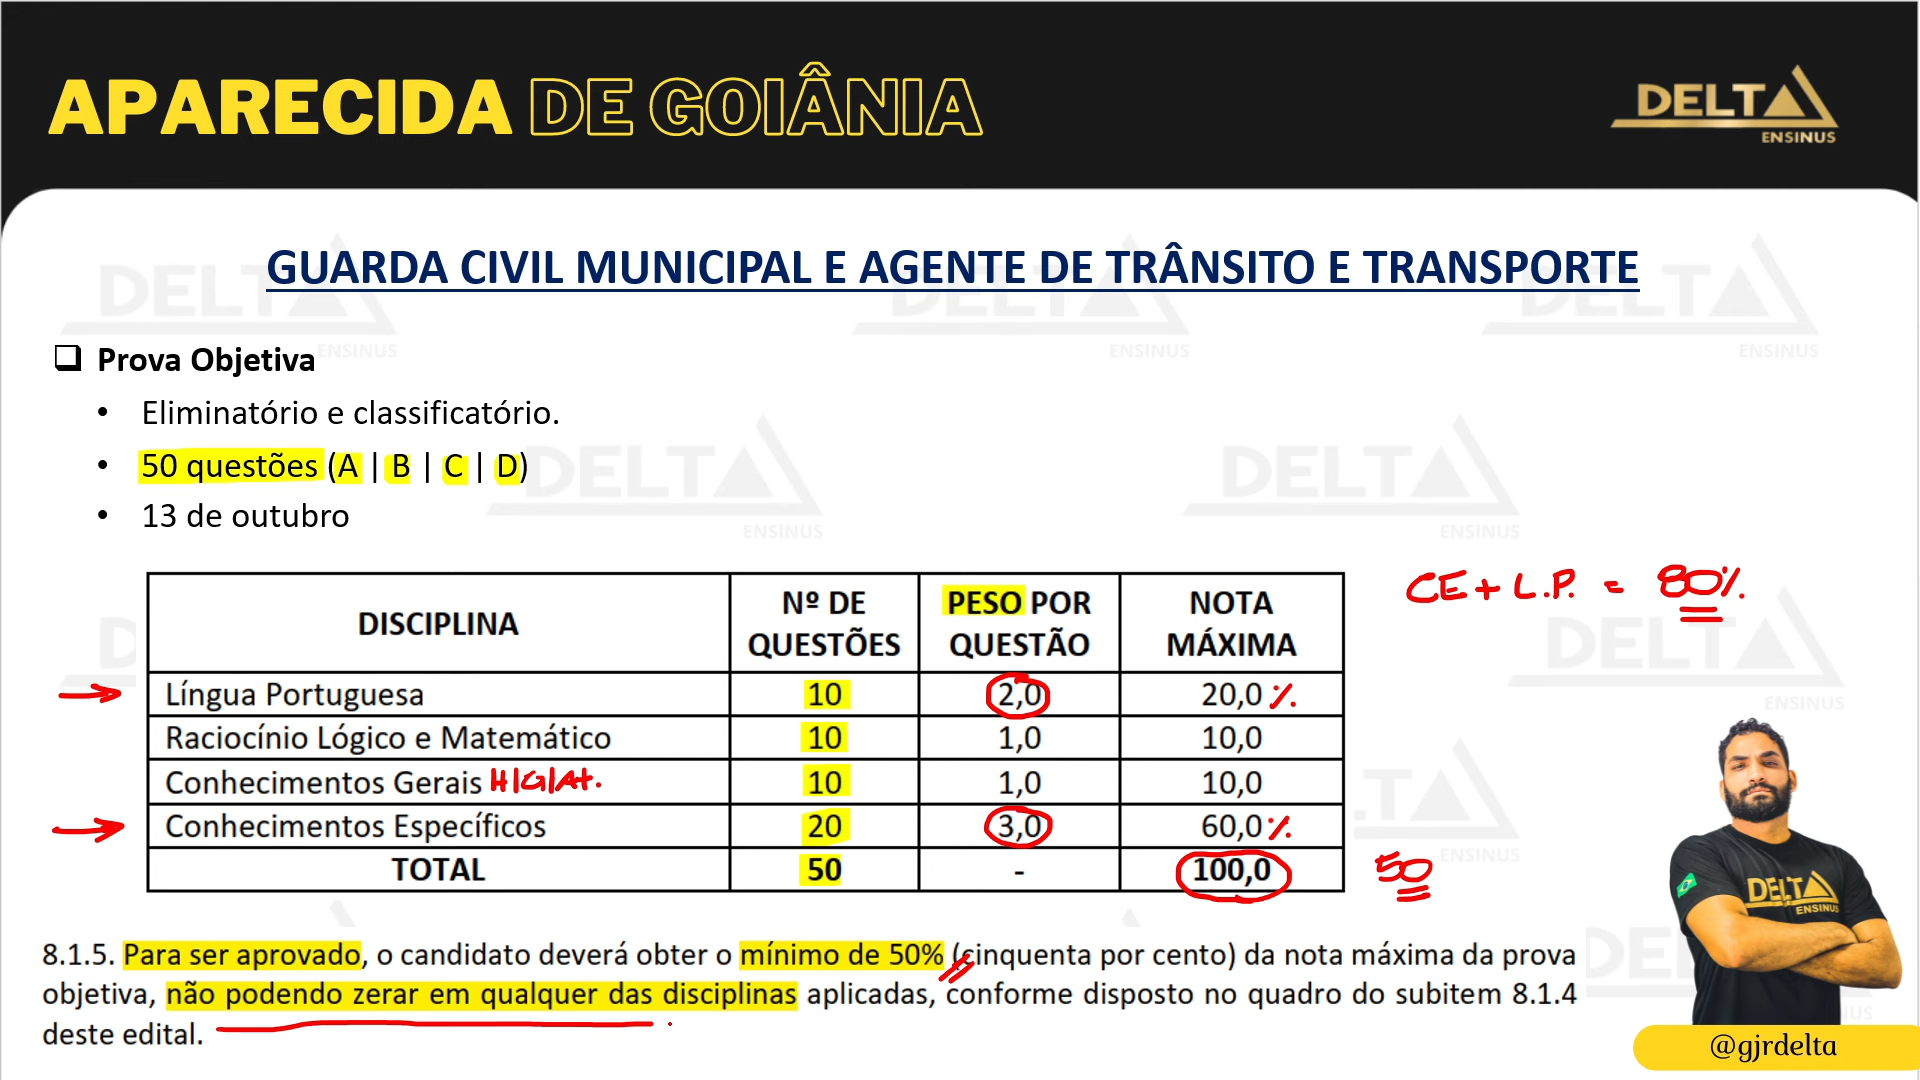 APARECIDA DE GOIÂNIA
DELTA
ENSINUS
GUARDA CIVIL MUNICIPAL E AGENTE DE TRÂNSITO E TRANSPORTE
Prova Objetiva
• Eliminatório e classificatório.
• 50 questões (A | B | C | D)
• 13 de outubro
DISCIPLINA Nº DE QUESTÕES PESO POR QUESTÃO NOTA MÁXIMA
CE + L.P. = 80%.
Língua Portuguesa 10 2,0 20,0 %.
Raciocínio Lógico e Matemático 10 1,0 10,0
Conhecimentos Gerais H|G|At. 10 1,0 10,0
Conhecimentos Específicos 20 3,0 60,0 %.
TOTAL 50 - 100,0 50
8.1.5. Para ser aprovado, o candidato deverá obter o mínimo de 50% (cinquenta por cento) da nota máxima da prova
objetiva, não podendo zerar em qualquer das disciplinas aplicadas, conforme disposto no quadro do subitem 8.1.4
deste edital.
DELTA
ENSINUS
@gjrdelta